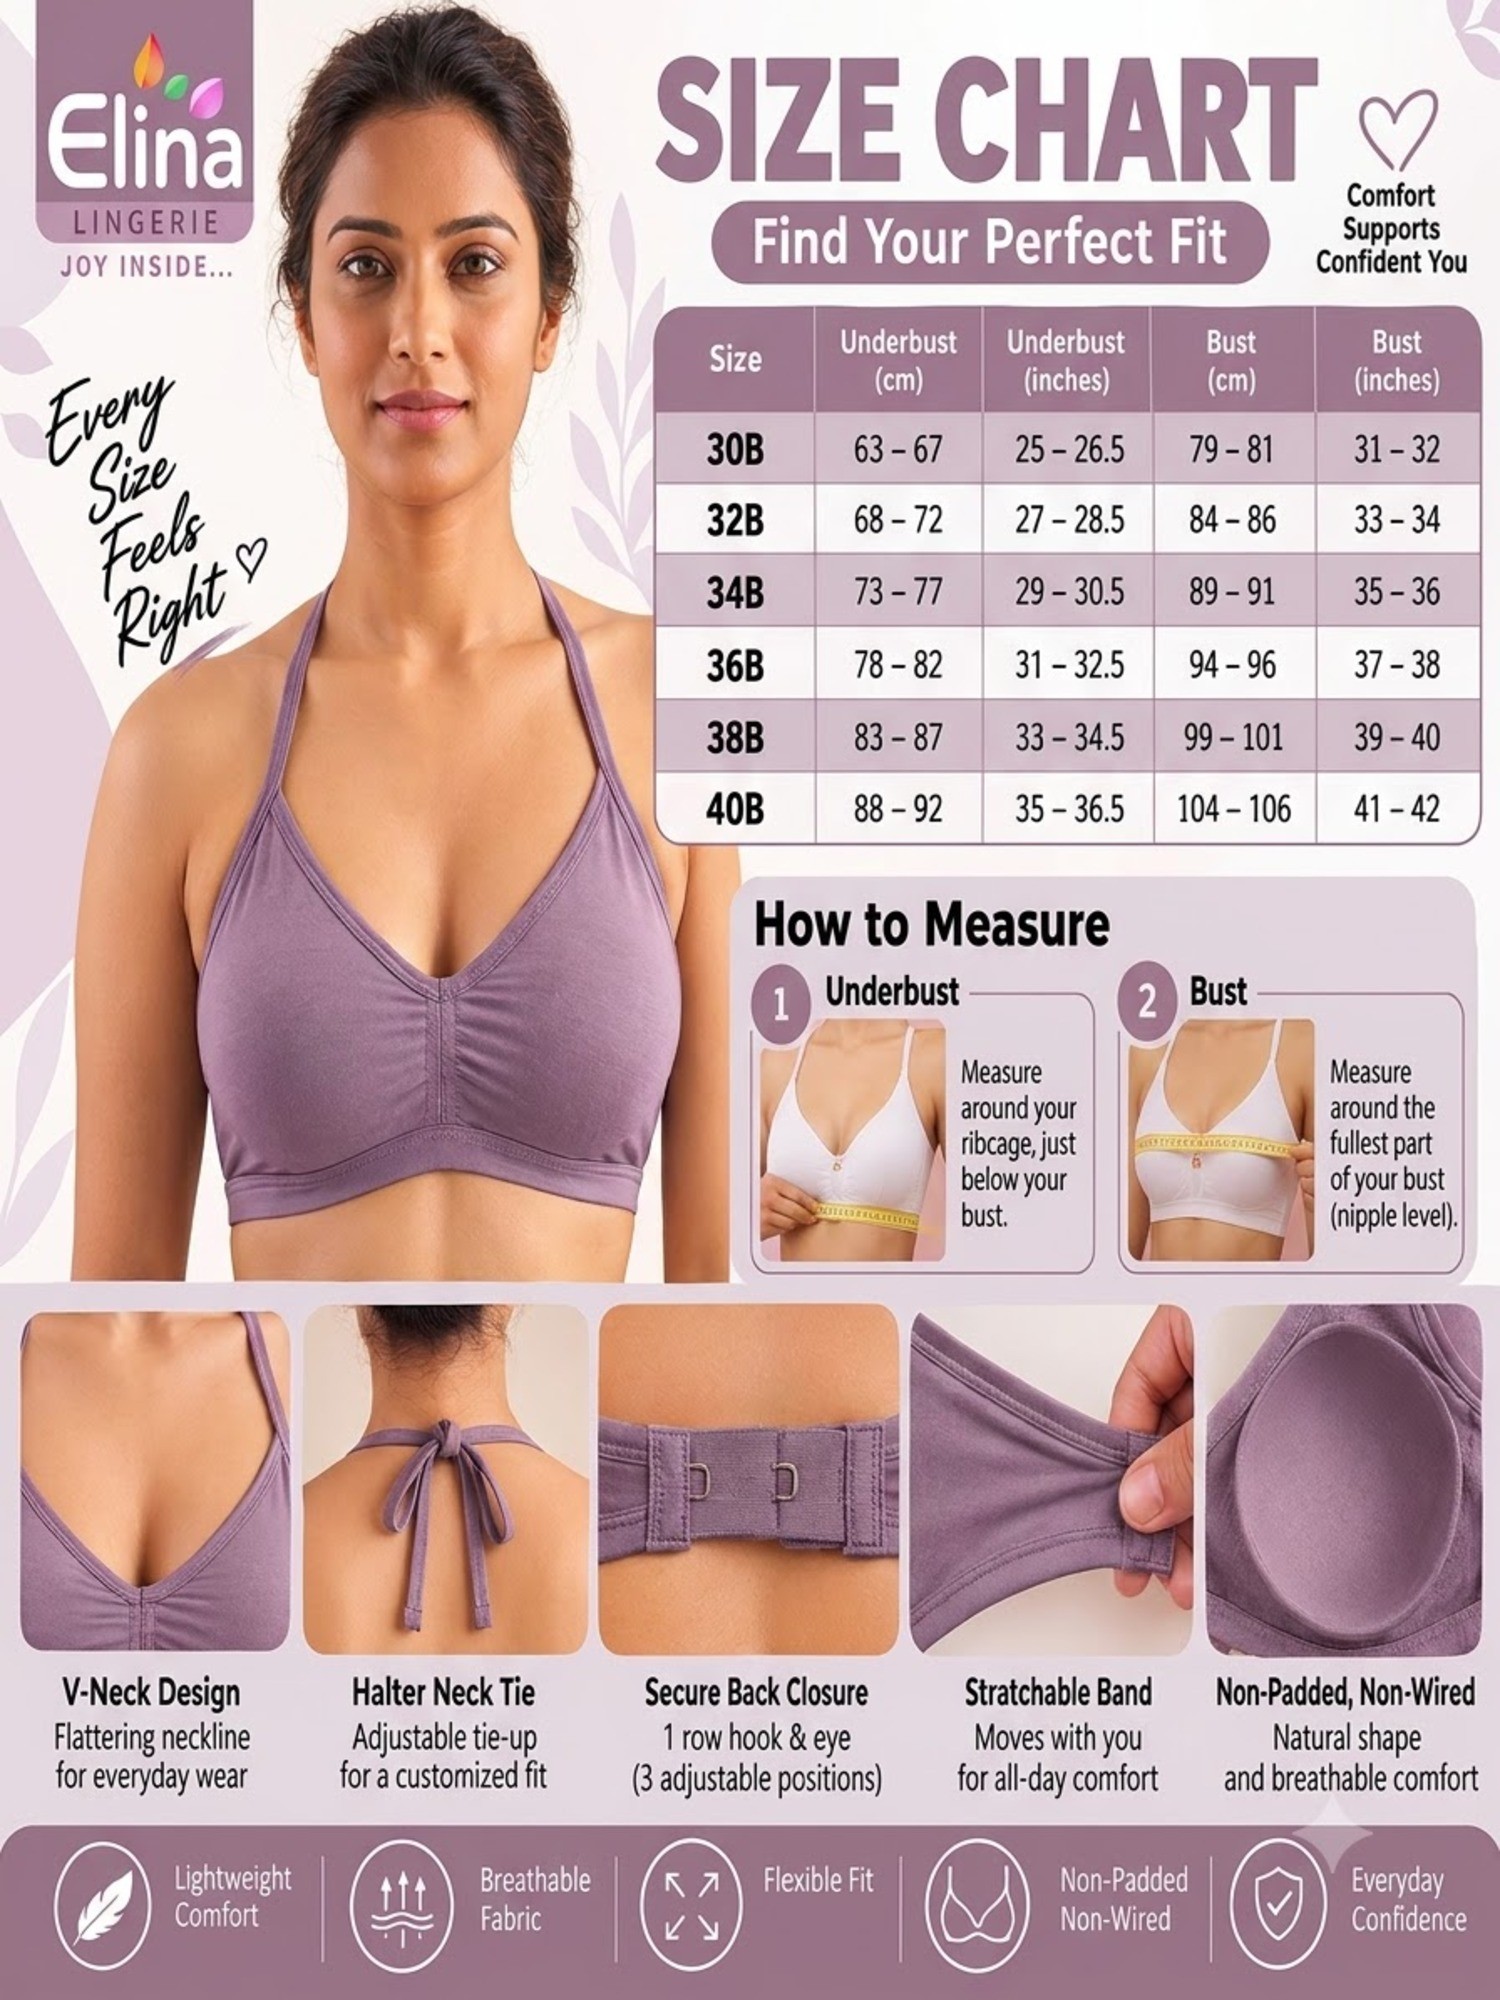 Elina
LINGERIE
JOY INSIDE...
Every
Size
Feels
Right
SIZE CHART
Find Your Perfect Fit
Comfort
Supports
Confident You
Size Underbust (cm) Underbust (inches) Bust (cm) Bust (inches)
30B 63 – 67 25 – 26.5 79 – 81 31 – 32
32B 68 – 72 27 – 28.5 84 – 86 33 – 34
34B 73 – 77 29 – 30.5 89 – 91 35 – 36
36B 78 – 82 31 – 32.5 94 – 96 37 – 38
38B 83 – 87 33 – 34.5 99 – 101 39 – 40
40B 88 – 92 35 – 36.5 104 – 106 41 – 42
How to Measure
1 Underbust
Measure
around your
ribcage, just
below your
bust.
2 Bust
Measure
around the
fullest part
of your bust
(nipple level).
V-Neck Design
Flattering neckline
for everyday wear
Halter Neck Tie
Adjustable tie-up
for a customized fit
Secure Back Closure
1 row hook & eye
(3 adjustable positions)
Stratchable Band
Moves with you
for all-day comfort
Non-Padded, Non-Wired
Natural shape
and breathable comfort
Lightweight
Comfort
Breathable
Fabric
Flexible Fit
Non-Padded
Non-Wired
Everyday
Confidence